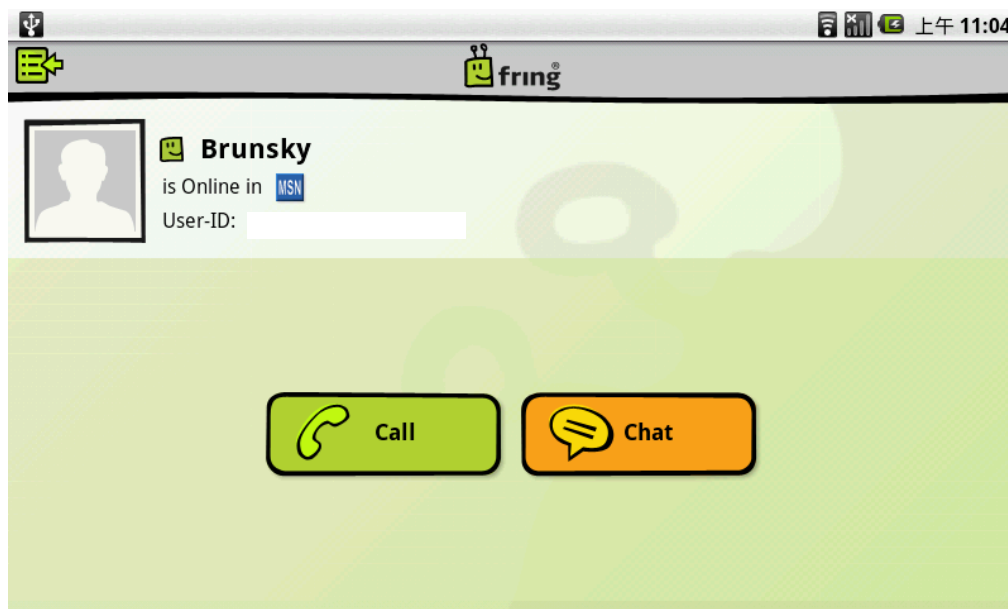 上午 11:04
fring®
Brunsky
is Online in MSN
User-ID:
Call
Chat